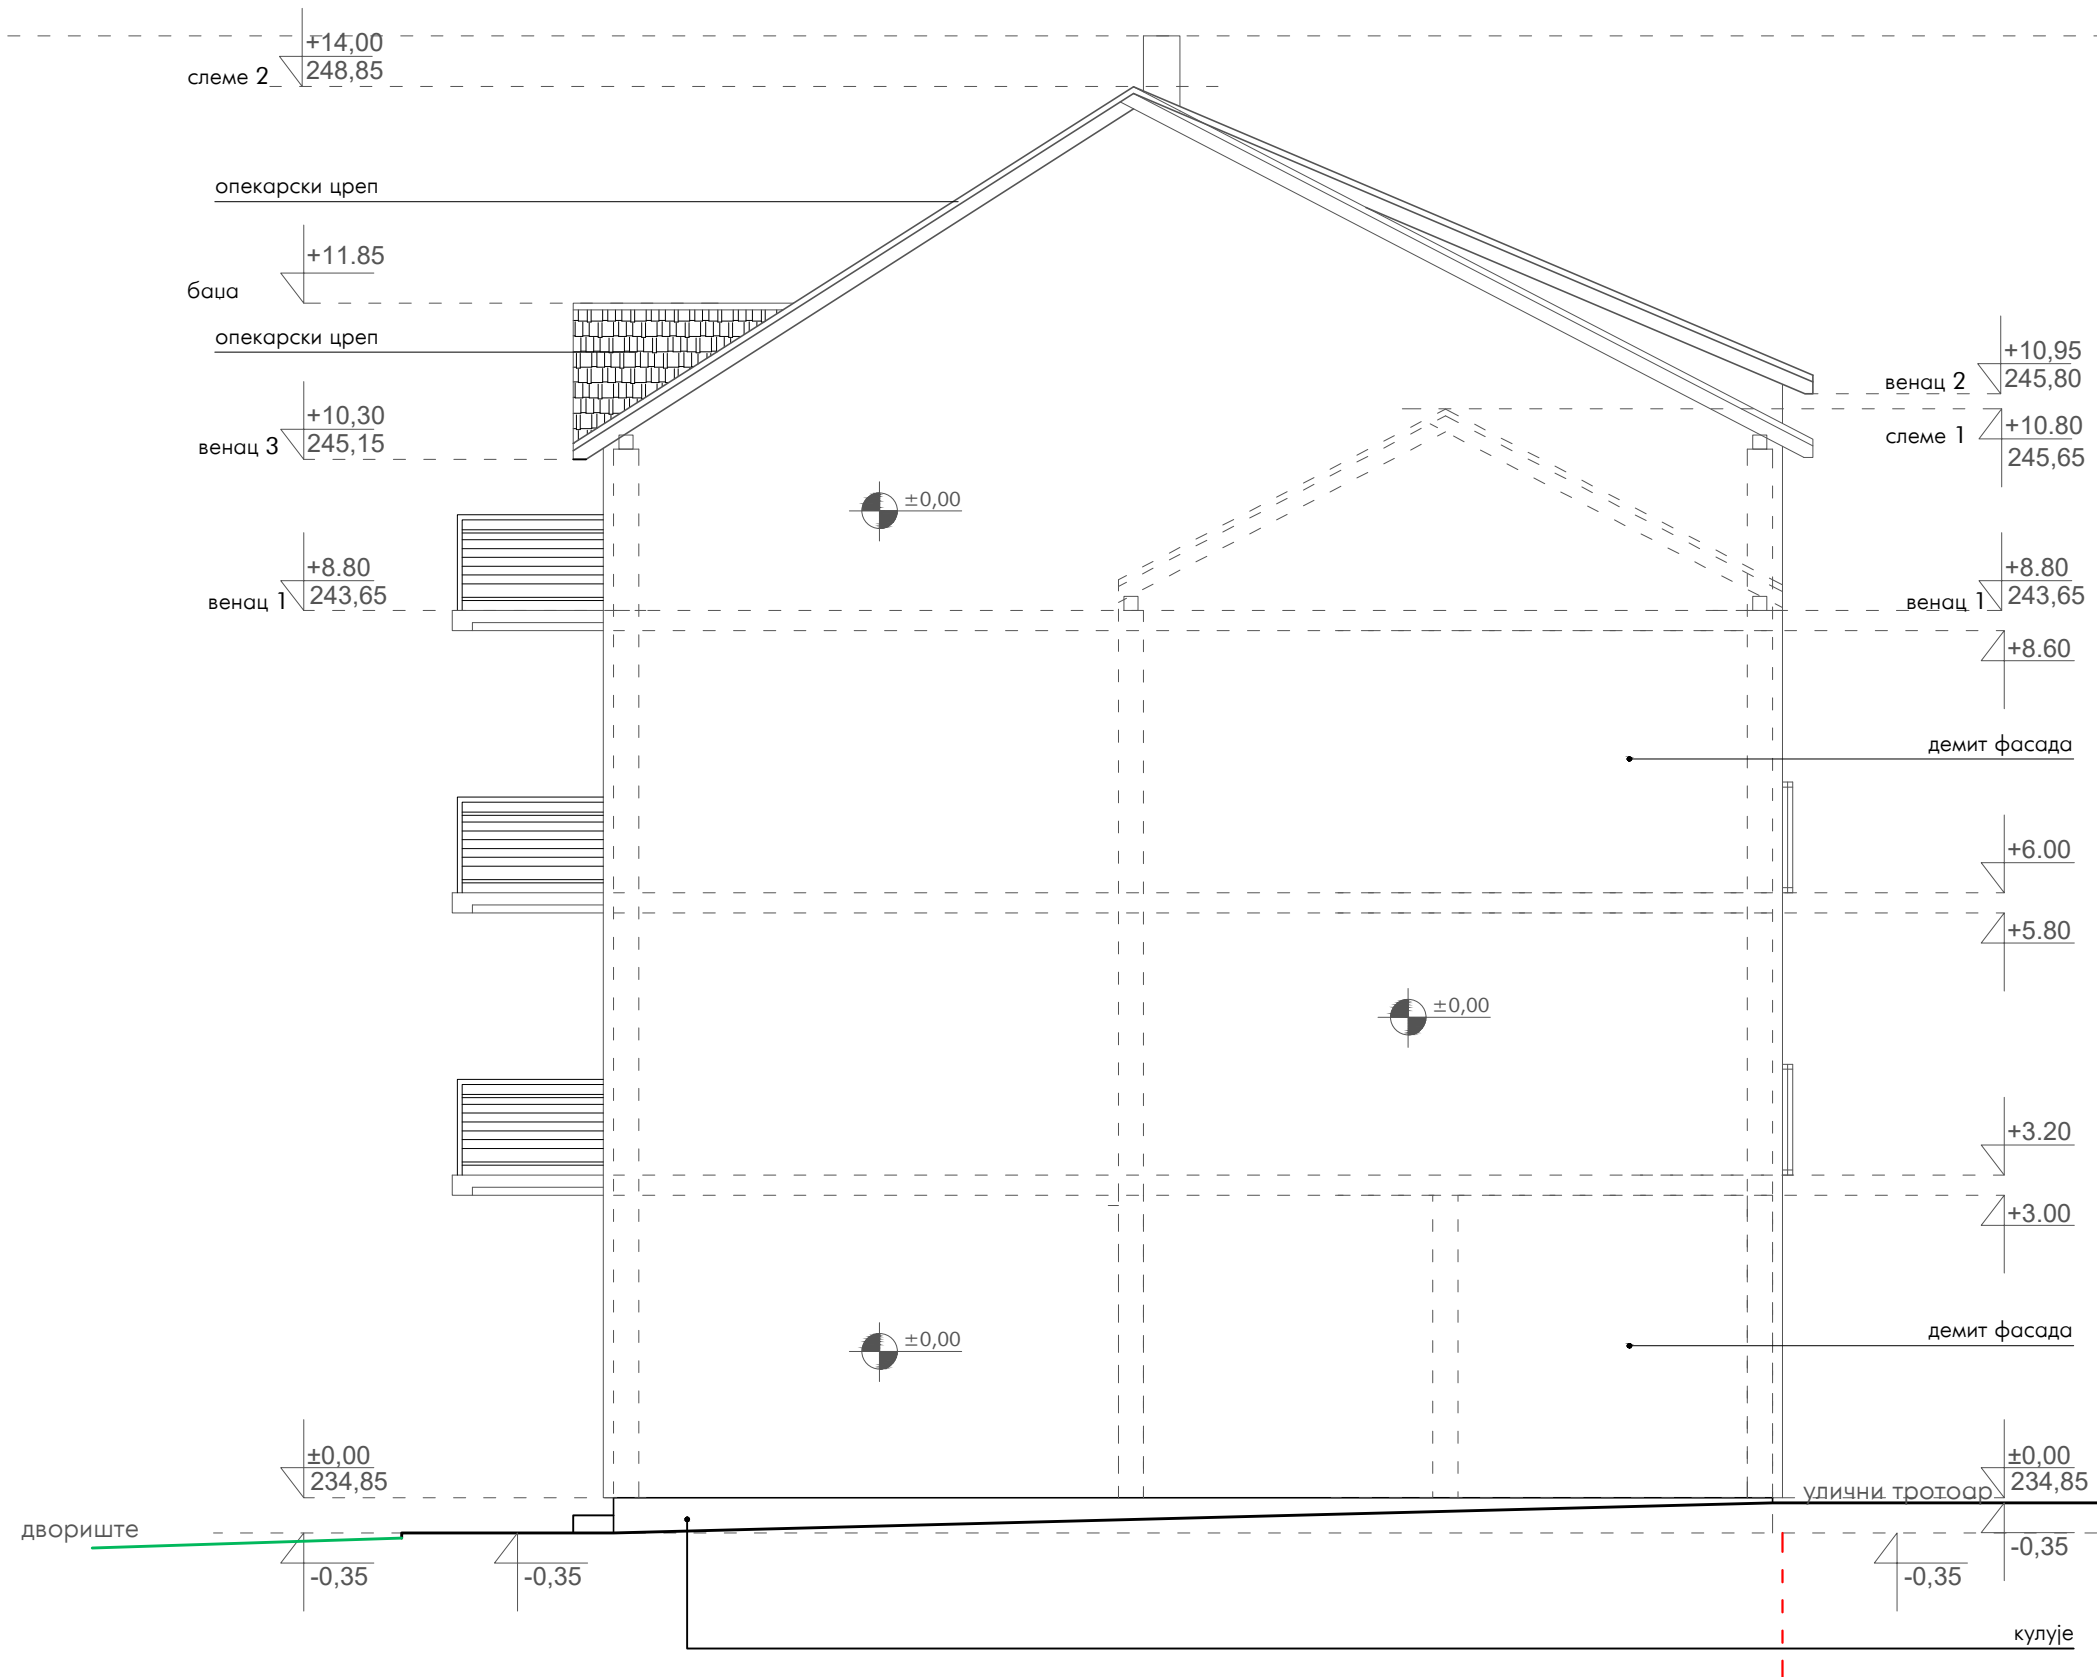 +14,00
слеме 2
248,85
опекарски цреп
+11.85
баџа
опекарски цреп
+10,95
венац 2
245,80
+10,30
венац 3
245,15
+10.80
слеме 1
245,65
±0,00
+8.80
венац 1
243,65
+8.80
венац 1
243,65
+8.60
демит фасада
+6.00
+5.80
±0,00
+3.20
+3.00
демит фасада
±0,00
±0,00
234,85
±0,00
234,85
улични тротоар
двориште
-0,35
-0,35
-0,35
-0,35
кулује